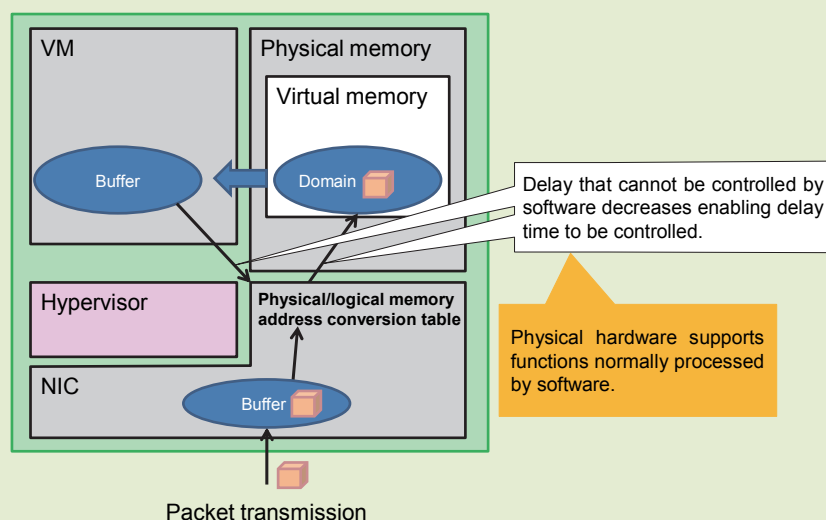 VM
Physical memory
Virtual memory
Buffer
Domain
Delay that cannot be controlled by
software decreases enabling delay
time to be controlled.
Hypervisor
Physical/logical memory
address conversion table
Physical hardware supports
functions normally processed
by software.
NIC
Buffer
Packet transmission